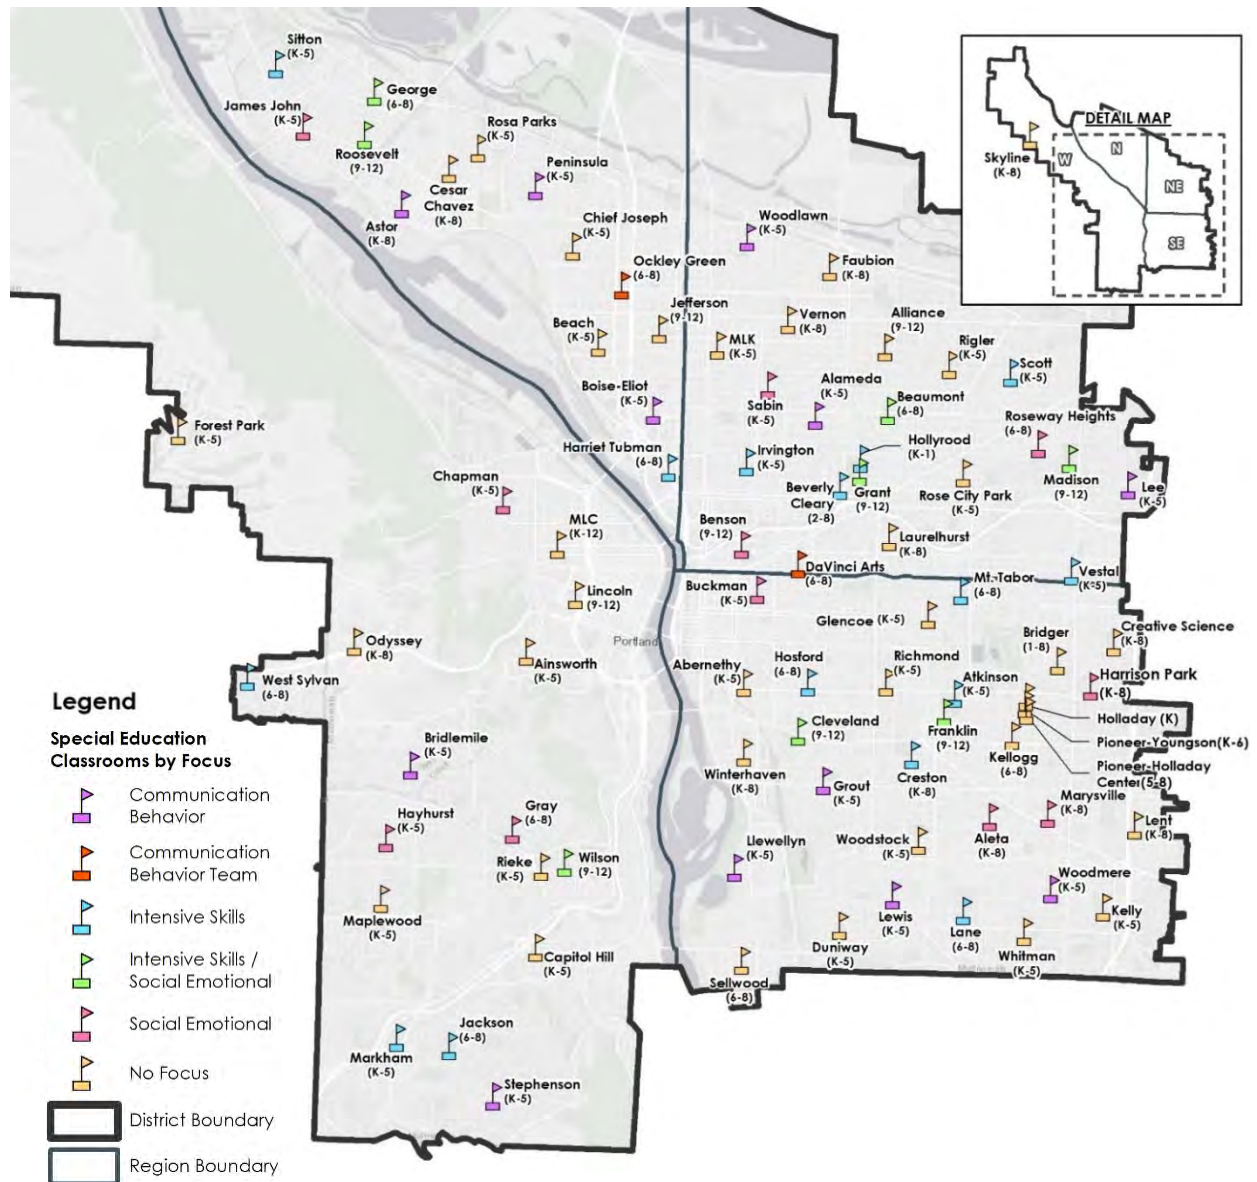 Sitton
(K-5)
George
(6-8)
James John
(K-5)
Roosevelt
(9-12)
Rosa Parks
(K-5)
Cesar
Chavez
(K-8)
Peninsula
(K-5)
Astor
(K-8)
Chief Joseph
(K-5)
Woodlawn
(K-5)
Ockley Green
(6-8)
Faubion
(K-8)
Jefferson
(9-12)
Beach
(K-5)
MLK
(K-5)
Vernon
(K-8)
Alliance
(9-12)
Rigler
(K-5)
Scott
(K-5)
Boise-Eliot
(K-5)
Sabin
(K-5)
Alameda
(K-5)
Beaumont
(6-8)
Roseway Heights
(6-8)
Forest Park
(K-5)
Harriet Tubman
(6-8)
Irvington
(K-5)
Hollyrood
(K-1)
Beverly
Cleary
(2-8)
Grant
(9-12)
Rose City Park
(K-5)
Madison
(9-12)
Lee
(K-5)
Chapman
(K-5)
MLC
(K-12)
Benson
(9-12)
Laurelhurst
(K-8)
DaVinci Arts
(6-8)
Buckman
(K-5)
Mt. Tabor
(6-8)
Vestal
(K-5)
Lincoln
(9-12)
Glencoe (K-5)
Portland
Bridger
(1-8)
Creative Science
(K-8)
Odyssey
(K-8)
Ainsworth
(K-5)
Abernethy
(K-5)
Hosford
(6-8)
Richmond
(K-5)
Atkinson
(K-5)
Harrison Park
(K-8)
West Sylvan
(6-8)
Cleveland
(9-12)
Franklin
(9-12)
Holladay (K)
Pioneer-Youngson(K-6)
Pioneer-Holladay
Center(5-8)
Kellogg
(6-8)
Bridlemile
(K-5)
Winterhaven
(K-8)
Grout
(K-5)
Creston
(K-8)
Hayhurst
(K-5)
Gray
(6-8)
Marysville
(K-8)
Aleta
(K-8)
Lent
(K-8)
Rieke
(K-5)
Wilson
(9-12)
Llewellyn
(K-5)
Woodstock
(K-5)
Woodmere
(K-5)
Maplewood
(K-5)
Lewis
(K-5)
Lane
(6-8)
Kelly
(K-5)
Duniway
(K-5)
Whitman
(K-5)
Capitol Hill
(K-5)
Sellwood
(6-8)
Markham
(K-5)
Jackson
(6-8)
Stephenson
(K-5)
DETAIL MAP
Skyline
(K-8)
W
N
NE
SE
Legend
Special Education
Classrooms by Focus
Communication
Behavior
Communication
Behavior Team
Intensive Skills
Intensive Skills /
Social Emotional
Social Emotional
No Focus
District Boundary
Region Boundary